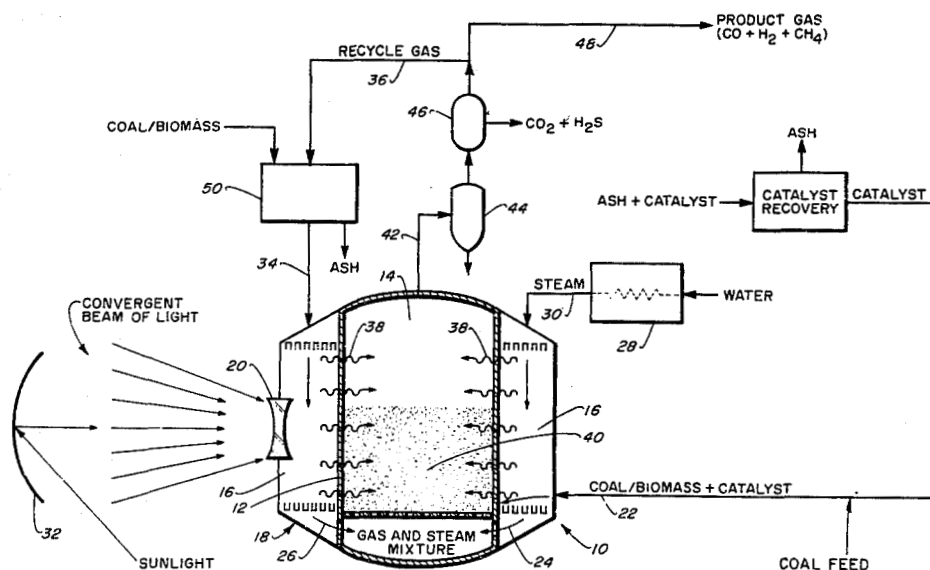 PRODUCT GAS
(CO + H2 + CH4)
48
RECYCLE GAS
36
46
CO2 + H2S
COAL/BIOMASS
ASH
50
44
ASH + CATALYST
CATALYST
RECOVERY
CATALYST
42
34
ASH
14
STEAM
30
WATER
28
CONVERGENT
BEAM OF LIGHT
38
38
20
16
40
16
12
COAL/BIOMASS + CATALYST
22
32
18
26
GAS AND STEAM
MIXTURE
24
10
SUNLIGHT
COAL FEED